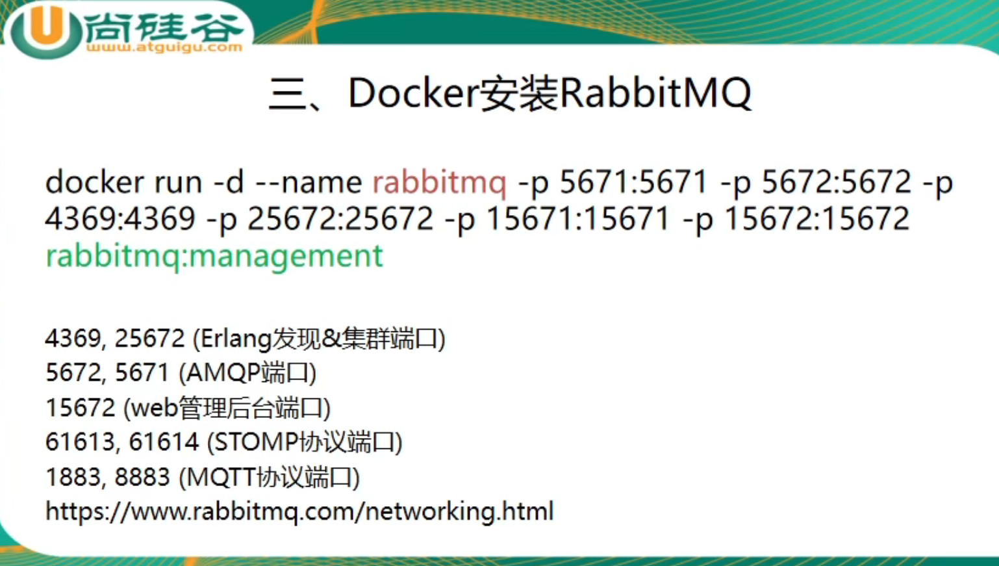 尚硅谷
www.atguigu.com
三、Docker安装RabbitMQ
docker run -d --name rabbitmq -p 5671:5671 -p 5672:5672 -p
4369:4369 -p 25672:25672 -p 15671:15671 -p 15672:15672
rabbitmq:management
4369, 25672 (Erlang发现&集群端口)
5672, 5671 (AMQP端口)
15672 (web管理后台端口)
61613, 61614 (STOMP协议端口)
1883, 8883 (MQTT协议端口)
https://www.rabbitmq.com/networking.html